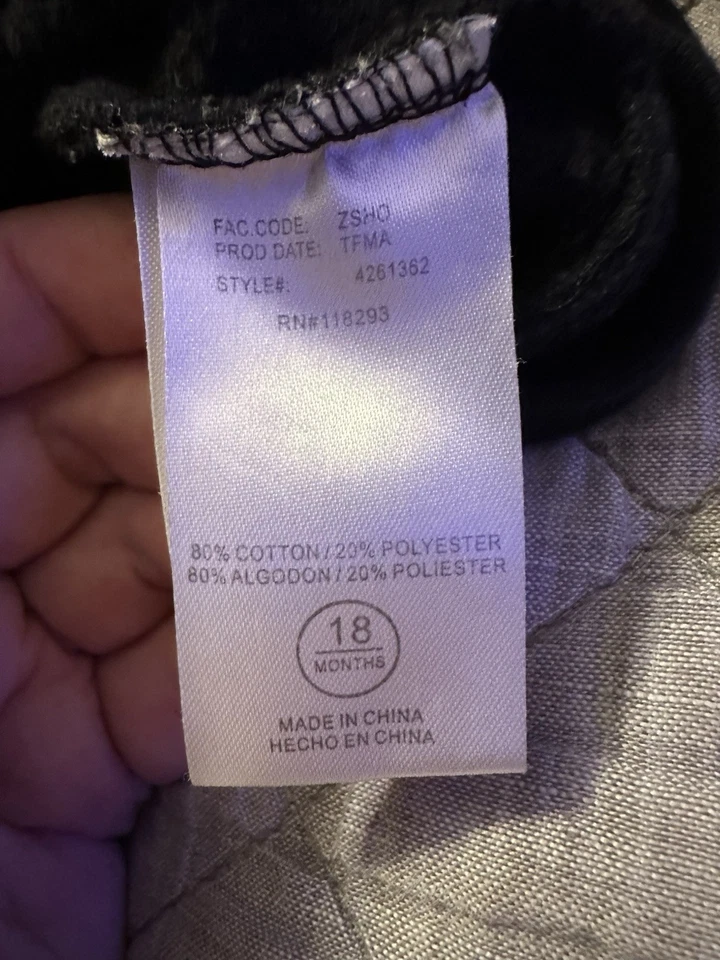 FAC.CODE: ZSHO
PROD DATE: TFMA
STYLE#: 4261362
RN#118293
80% COTTON / 20% POLYESTER
80% ALGODON / 20% POLIESTER
18
MONTHS
MADE IN CHINA
HECHO EN CHINA